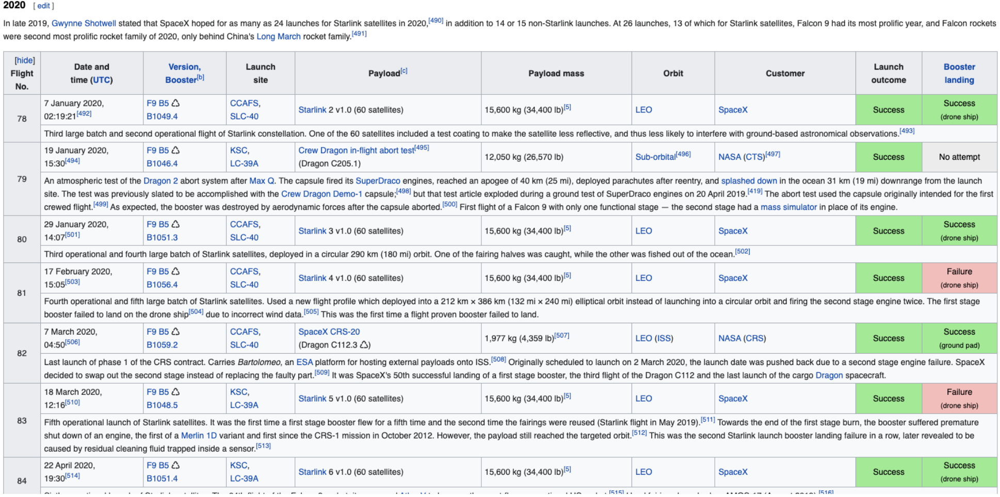 2020 [ edit ]
In late 2019, Gwynne Shotwell stated that SpaceX hoped for as many as 24 launches for Starlink satellites in 2020,[490] in addition to 14 or 15 non-Starlink launches. At 26 launches, 13 of which for Starlink satellites, Falcon 9 had its most prolific year, and Falcon rockets
were second most prolific rocket family of 2020, only behind China's Long March rocket family.[491]
[hide]
Flight No.
Date and time (UTC)
Version, Booster[b]
Launch site
Payload[c]
Payload mass
Orbit
Customer
Launch outcome
Booster landing
78
7 January 2020, 02:19:21[492]
F9 B5 ♺ B1049.4
CCAFS, SLC-40
Starlink 2 v1.0 (60 satellites)
15,600 kg (34,400 lb)[5]
LEO
SpaceX
Success
Success (drone ship)
Third large batch and second operational flight of Starlink constellation. One of the 60 satellites included a test coating to make the satellite less reflective, and thus less likely to interfere with ground-based astronomical observations.[493]
79
19 January 2020, 15:30[494]
F9 B5 ♺ B1046.4
KSC, LC-39A
Crew Dragon in-flight abort test[495]
(Dragon C205.1)
12,050 kg (26,570 lb)
Sub-orbital[496]
NASA (CTS)[497]
Success
No attempt
An atmospheric test of the Dragon 2 abort system after Max Q. The capsule fired its SuperDraco engines, reached an apogee of 40 km (25 mi), deployed parachutes after reentry, and splashed down in the ocean 31 km (19 mi) downrange from the launch
site. The test was previously slated to be accomplished with the Crew Dragon Demo-1 capsule;[498] but that test article exploded during a ground test of SuperDraco engines on 20 April 2019.[419] The abort test used the capsule originally intended for the first
crewed flight.[499] As expected, the booster was destroyed by aerodynamic forces after the capsule aborted.[500] First flight of a Falcon 9 with only one functional stage — the second stage had a mass simulator in place of its engine.
80
29 January 2020, 14:07[501]
F9 B5 ♺ B1051.3
CCAFS, SLC-40
Starlink 3 v1.0 (60 satellites)
15,600 kg (34,400 lb)[5]
LEO
SpaceX
Success
Success (drone ship)
Third operational and fourth large batch of Starlink satellites, deployed in a circular 290 km (180 mi) orbit. One of the fairing halves was caught, while the other was fished out of the ocean.[502]
81
17 February 2020, 15:05[503]
F9 B5 ♺ B1056.4
CCAFS, SLC-40
Starlink 4 v1.0 (60 satellites)
15,600 kg (34,400 lb)[5]
LEO
SpaceX
Success
Failure (drone ship)
Fourth operational and fifth large batch of Starlink satellites. Used a new flight profile which deployed into a 212 km × 386 km (132 mi × 240 mi) elliptical orbit instead of launching into a circular orbit and firing the second stage engine twice. The first stage
booster failed to land on the drone ship[504] due to incorrect wind data.[505] This was the first time a flight proven booster failed to land.
82
7 March 2020, 04:50[506]
F9 B5 ♺ B1059.2
CCAFS, SLC-40
SpaceX CRS-20
(Dragon C112.3 ♺)
1,977 kg (4,359 lb)[507]
LEO (ISS)
NASA (CRS)
Success
Success (ground pad)
Last launch of phase 1 of the CRS contract. Carries Bartolomeo, an ESA platform for hosting external payloads onto ISS.[508] Originally scheduled to launch on 2 March 2020, the launch date was pushed back due to a second stage engine failure. SpaceX
decided to swap out the second stage instead of replacing the faulty part.[509] It was SpaceX's 50th successful landing of a first stage booster, the third flight of the Dragon C112 and the last launch of the cargo Dragon spacecraft.
83
18 March 2020, 12:16[510]
F9 B5 ♺ B1048.5
KSC, LC-39A
Starlink 5 v1.0 (60 satellites)
15,600 kg (34,400 lb)[5]
LEO
SpaceX
Success
Failure (drone ship)
Fifth operational launch of Starlink satellites. It was the first time a first stage booster flew for a fifth time and the second time the fairings were reused (Starlink flight in May 2019).[511] Towards the end of the first stage burn, the booster suffered premature
shut down of an engine, the first of a Merlin 1D variant and first since the CRS-1 mission in October 2012. However, the payload still reached the targeted orbit.[512] This was the second Starlink launch booster landing failure in a row, later revealed to be
caused by residual cleaning fluid trapped inside a sensor.[513]
84
22 April 2020, 19:30[514]
F9 B5 ♺ B1051.4
KSC, LC-39A
Starlink 6 v1.0 (60 satellites)
15,600 kg (34,400 lb)[5]
LEO
SpaceX
Success
Success (drone ship)